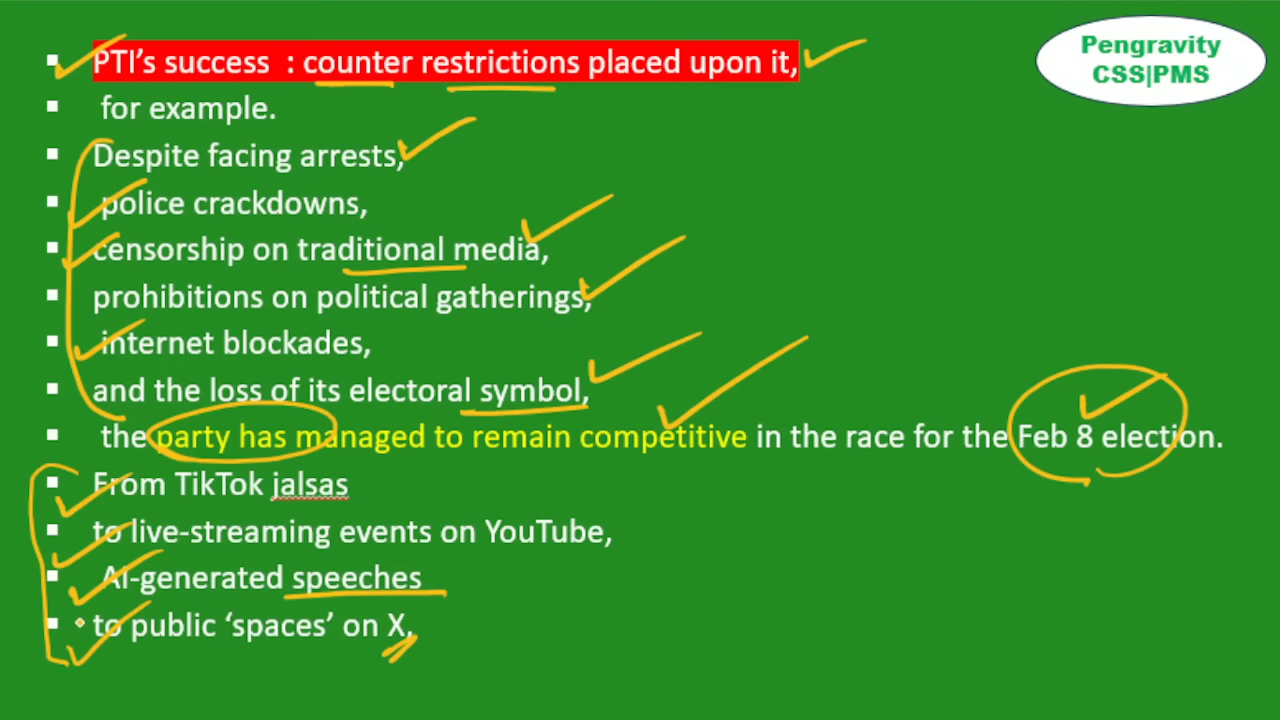 Pengravity
CSS|PMS
PTI's success : counter restrictions placed upon it,
for example.
Despite facing arrests,
police crackdowns,
censorship on traditional media,
prohibitions on political gatherings,
internet blockades,
and the loss of its electoral symbol,
the party has managed to remain competitive in the race for the Feb 8 election.
From TikTok jalsas
to live-streaming events on YouTube,
AI-generated speeches
to public ‘spaces’ on X,